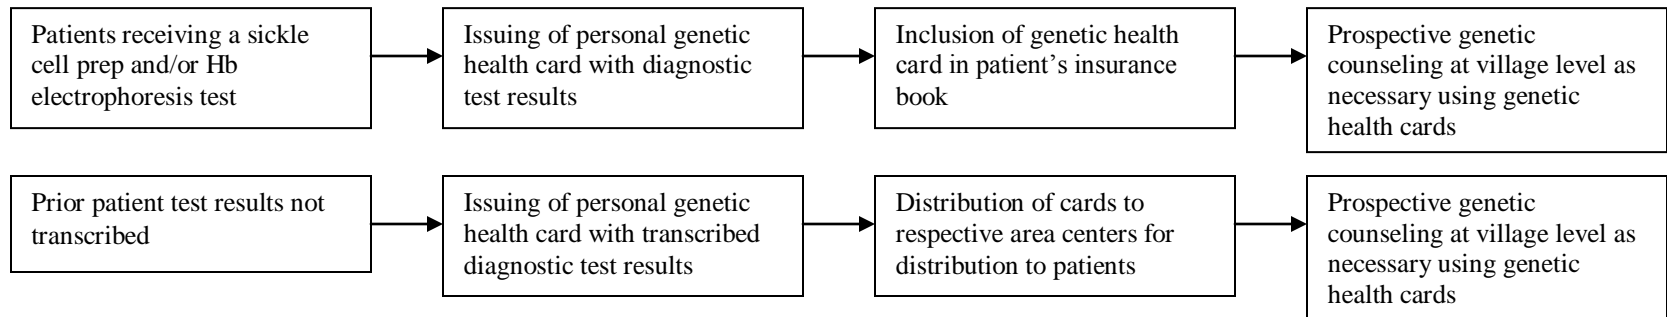 Patients receiving a sickle
cell prep and/or Hb
electrophoresis test
Issuing of personal genetic
health card with diagnostic
test results
Inclusion of genetic health
card in patient's insurance
book
Prospective genetic
counseling at village level as
necessary using genetic
health cards
Prior patient test results not
transcribed
Issuing of personal genetic
health card with transcribed
diagnostic test results
Distribution of cards to
respective area centers for
distribution to patients
Prospective genetic
counseling at village level as
necessary using genetic
health cards